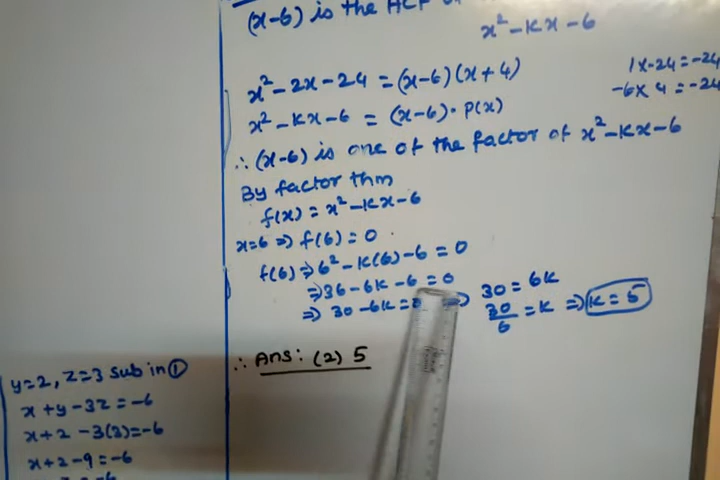 (x-6) is the HCF
x² - kx - 6
x² - 2x - 24 = (x-6)(x+4)
1x-24 = -24
-6x 4 = -24
x² - kx - 6 = (x-6) · P(x)
∴ (x-6) is one of the factor of x² - kx - 6
By factor thm
f(x) = x² - kx - 6
x=6 => f(6) = 0
f(6) => 6² - k(6) - 6 = 0
=> 36 - 6k - 6 = 0
=> 30 - 6k = 0 => 30 = 6k
30/6 = k => k = 5
∴ Ans: (2) 5
y=2, z=3 sub in ①
x + y - 3z = -6
x + 2 - 3(3) = -6
x + 2 - 9 = -6